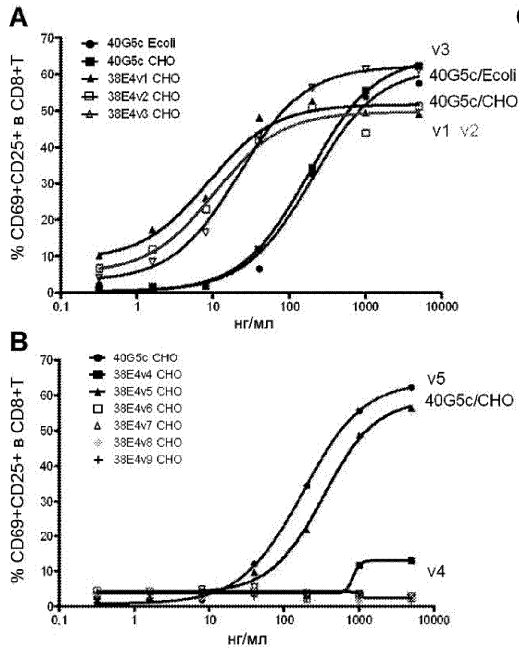 A
40G5c Ecoli
40G5c CHO
38E4v1 CHO
38E4v2 CHO
38E4v3 CHO
% CD69+CD25+ в CD8+T
70
60
50
40
30
20
10
0
0.1
1
10
100
1000
10000
нг/мл
v3
40G5c/Ecoli
40G5c/CHO
v1 v2
B
40G5c CHO
38E4v4 CHO
38E4v5 CHO
38E4v6 CHO
38E4v7 CHO
38E4v8 CHO
38E4v9 CHO
% CD69+CD25+ в CD8+T
70
60
50
40
30
20
10
0
0.1
1
10
100
1000
10000
нг/мл
v5
40G5c/CHO
v4